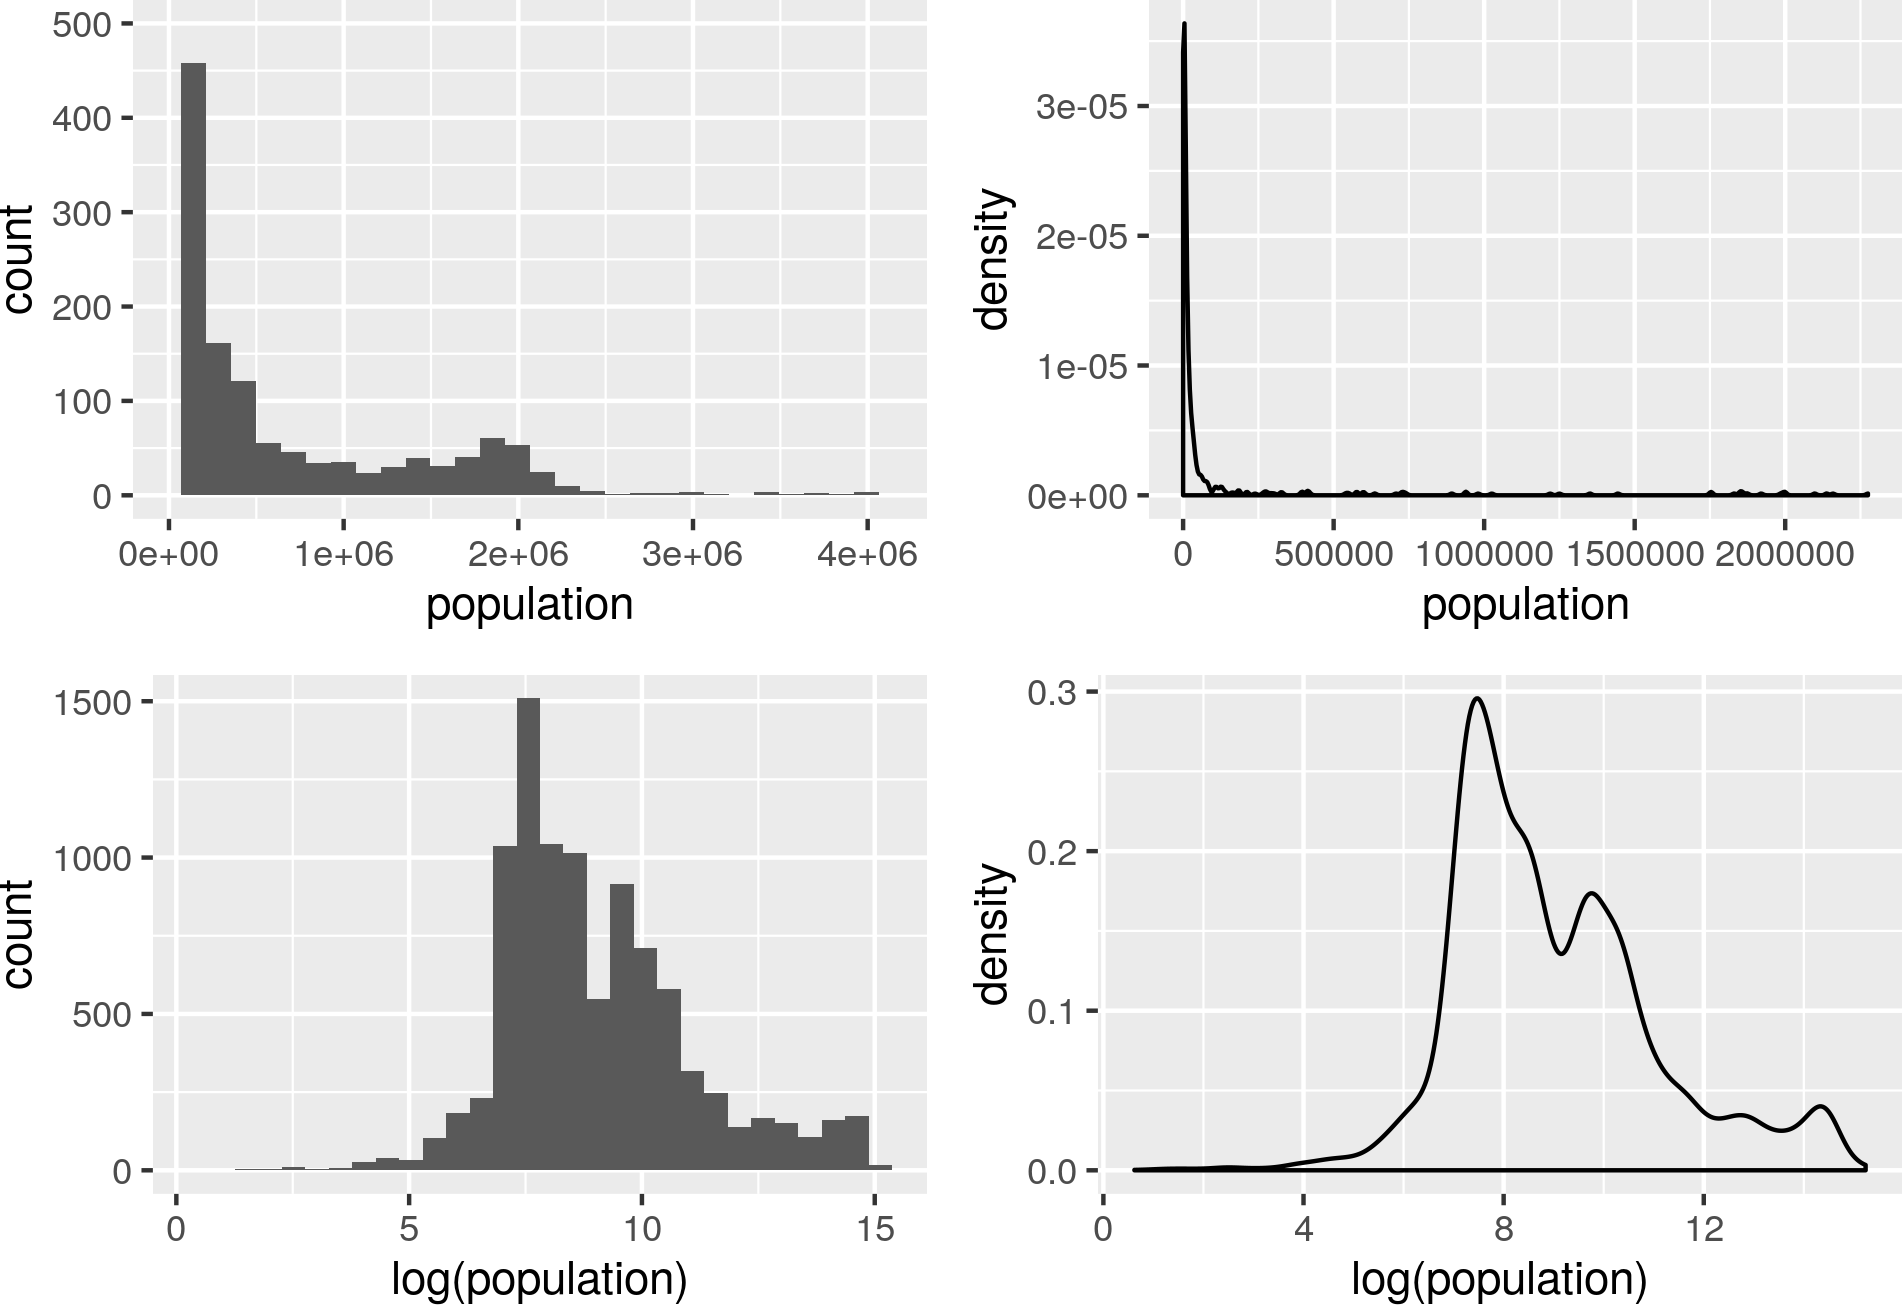 500
400
300
200
100
0
count
0e+00 1e+06 2e+06 3e+06 4e+06
population
3e-05
2e-05
1e-05
0e+00
density
0 500000 1000000 1500000 2000000
population
1500
1000
500
0
count
0 5 10 15
log(population)
0.3
0.2
0.1
0.0
density
0 4 8 12
log(population)